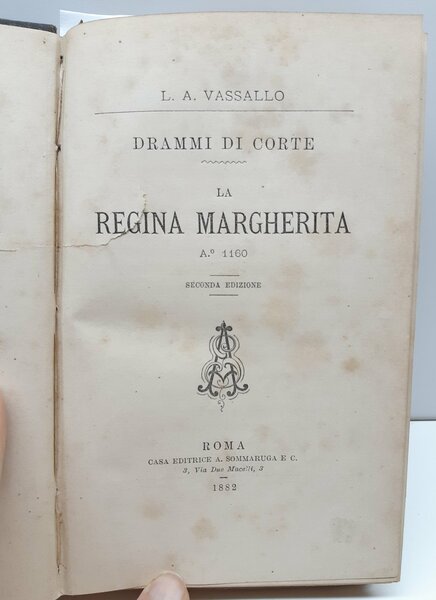 L. A. VASSALLO
DRAMMI DI CORTE
LA
REGINA MARGHERITA
A.º 1160
SECONDA EDIZIONE
ROMA
CASA EDITRICE A. SOMMARUGA E C.
3, Via Due Macelli, 3
1882